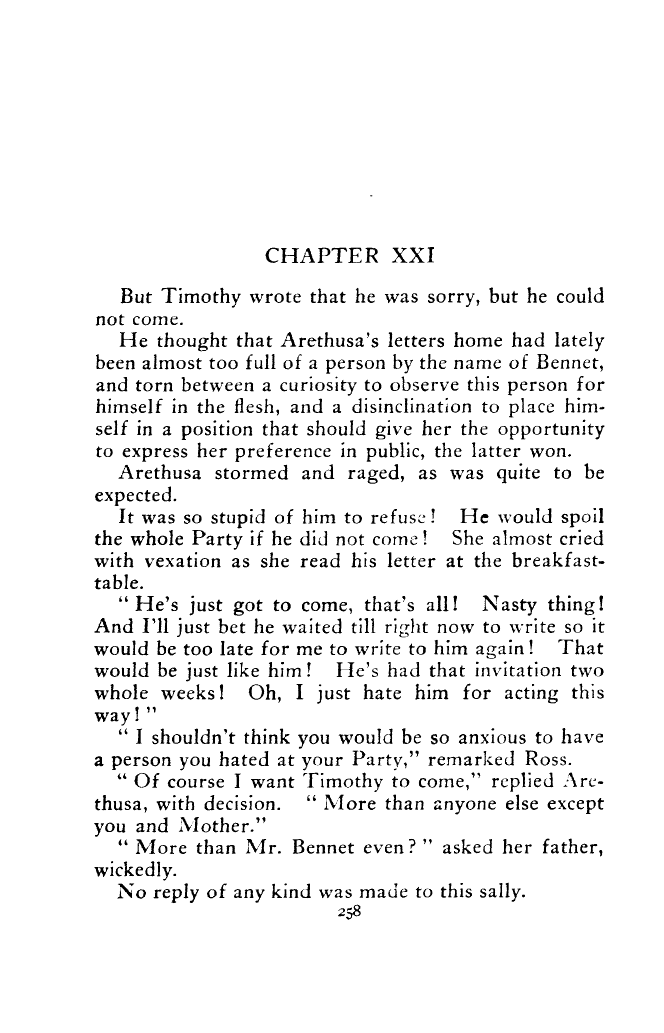 CHAPTER XXI
But Timothy wrote that he was sorry, but he could
not come.
He thought that Arethusa's letters home had lately
been almost too full of a person by the name of Bennet,
and torn between a curiosity to observe this person for
himself in the flesh, and a disinclination to place him-
self in a position that should give her the opportunity
to express her preference in public, the latter won.
Arethusa stormed and raged, as was quite to be
expected.
It was so stupid of him to refuse! He would spoil
the whole Party if he did not come! She almost cried
with vexation as she read his letter at the breakfast-
table.
"He's just got to come, that's all! Nasty thing!
And I'll just bet he waited till right now to write so it
would be too late for me to write to him again! That
would be just like him! He's had that invitation two
whole weeks! Oh, I just hate him for acting this
way!"
"I shouldn't think you would be so anxious to have
a person you hated at your Party," remarked Ross.
"Of course I want Timothy to come," replied Are-
thusa, with decision. "More than anyone else except
you and Mother."
"More than Mr. Bennet even?" asked her father,
wickedly.
No reply of any kind was made to this sally.
258